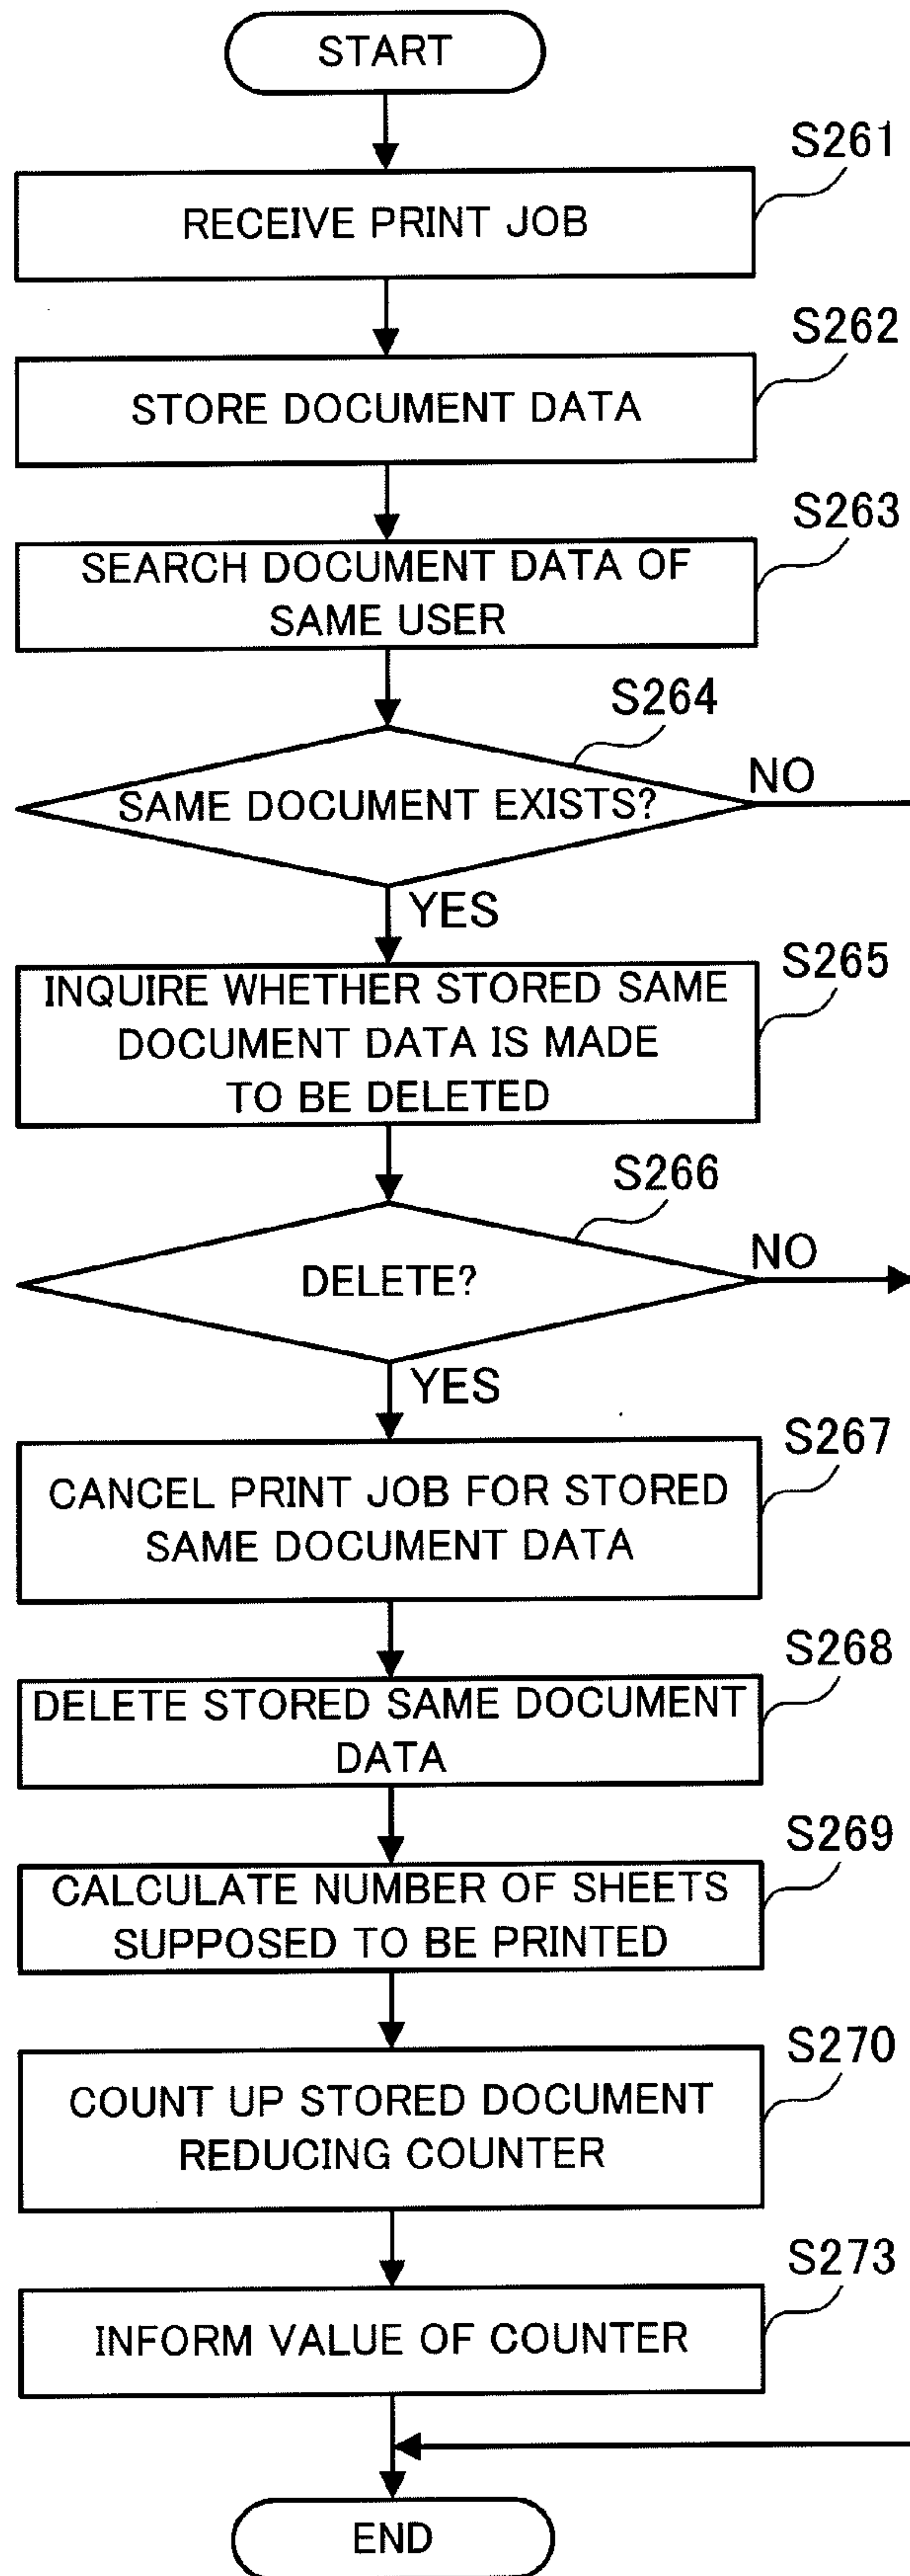 START
S261
RECEIVE PRINT JOB
S262
STORE DOCUMENT DATA
S263
SEARCH DOCUMENT DATA OF
SAME USER
S264
SAME DOCUMENT EXISTS?
NO
YES
S265
INQUIRE WHETHER STORED SAME
DOCUMENT DATA IS MADE
TO BE DELETED
S266
DELETE?
NO
YES
S267
CANCEL PRINT JOB FOR STORED
SAME DOCUMENT DATA
S268
DELETE STORED SAME DOCUMENT
DATA
S269
CALCULATE NUMBER OF SHEETS
SUPPOSED TO BE PRINTED
S270
COUNT UP STORED DOCUMENT
REDUCING COUNTER
S273
INFORM VALUE OF COUNTER
END